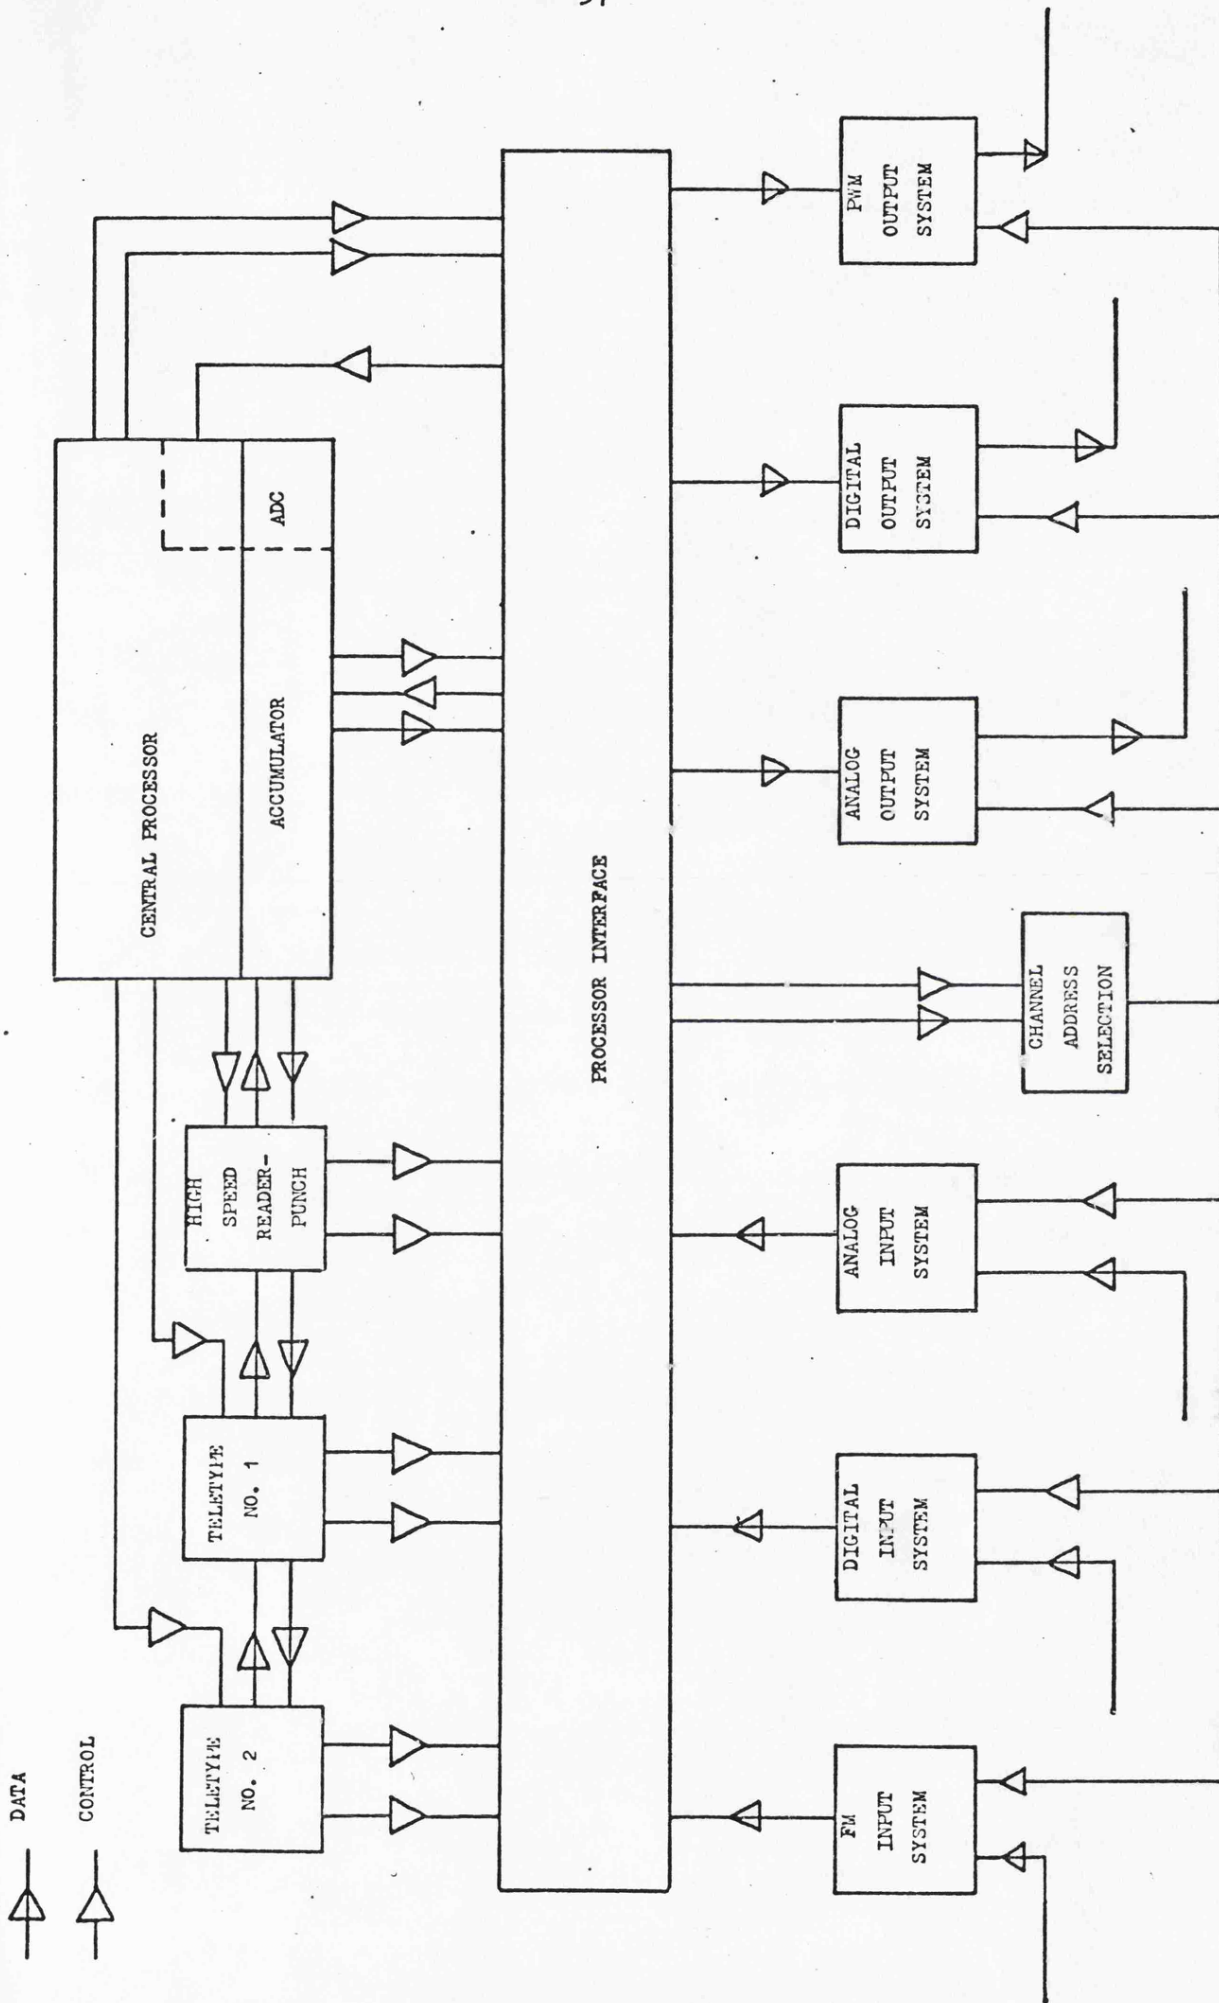 DATA
CONTROL
TELETYPE
NO. 2
TELETYPE
NO. 1
HIGH
SPEED
READER-
PUNCH
CENTRAL PROCESSOR
ACCUMULATOR
ADC
PROCESSOR INTERFACE
FM
INPUT
SYSTEM
DIGITAL
INPUT
SYSTEM
ANALOG
INPUT
SYSTEM
CHANNEL
ADDRESS
SELECTION
ANALOG
OUTPUT
SYSTEM
DIGITAL
OUTPUT
SYSTEM
PWM
OUTPUT
SYSTEM